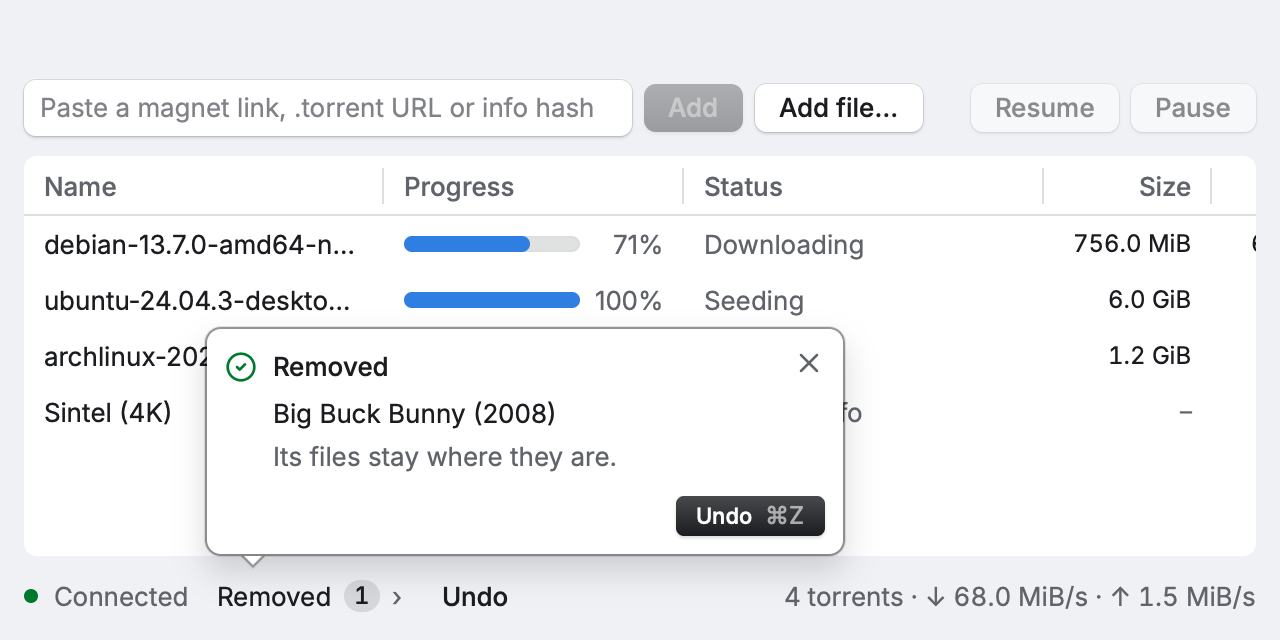 Paste a magnet link, .torrent URL or info hash
Add
Add file...
Resume
Pause
Name
Progress
Status
Size
debian-13.7.0-amd64-n...
71%
Downloading
756.0 MiB
ubuntu-24.04.3-deskto...
100%
Seeding
6.0 GiB
archlinux-202
1.2 GiB
Sintel (4K)
fo
–
Removed
Big Buck Bunny (2008)
Its files stay where they are.
Undo ⌘Z
Connected
Removed 1 ›
Undo
4 torrents · ↓ 68.0 MiB/s · ↑ 1.5 MiB/s